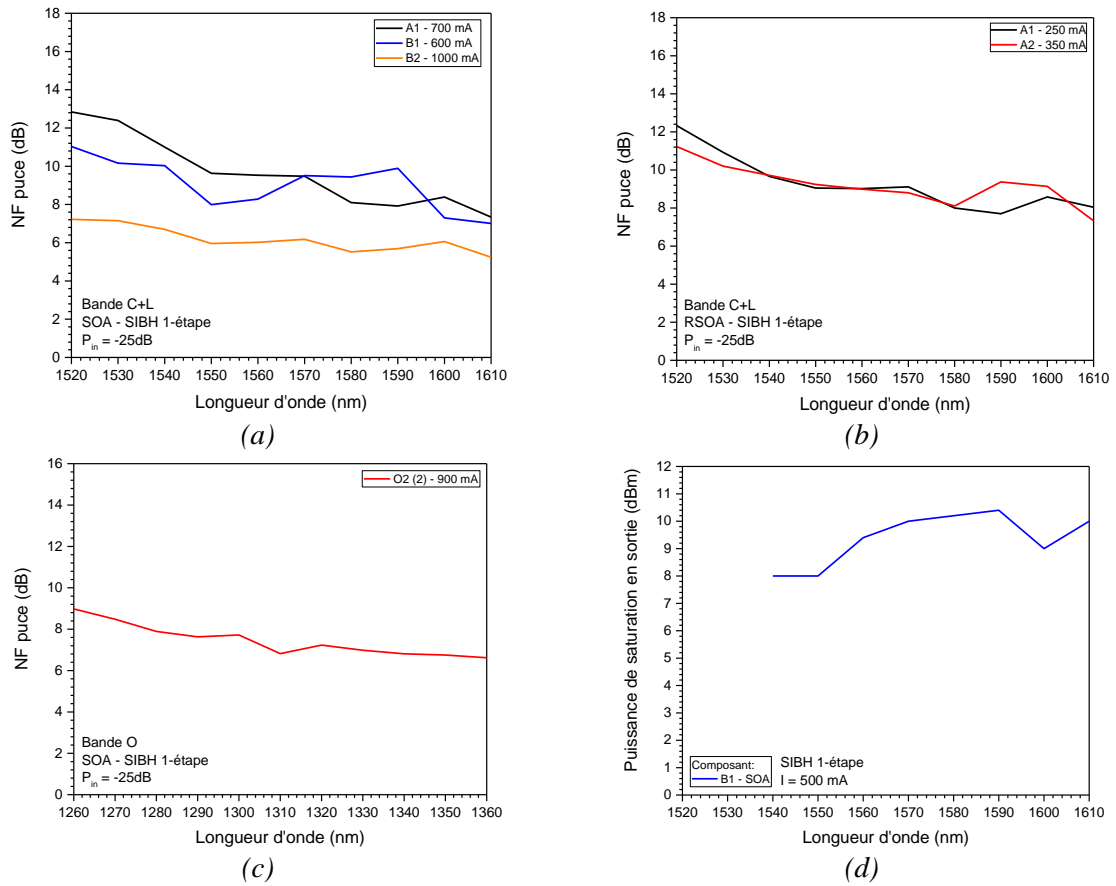 NF puce (dB)
18
16
14
12
10
8
6
4
2
0
A1 - 700 mA
B1 - 600 mA
B2 - 1000 mA
Bande C+L
SOA - SIBH 1-étape
P_in = -25dB
1520 1530 1540 1550 1560 1570 1580 1590 1600 1610
Longueur d'onde (nm)
(a)
NF puce (dB)
18
16
14
12
10
8
6
4
2
0
A1 - 250 mA
A2 - 350 mA
Bande C+L
RSOA - SIBH 1-étape
P_in = -25dB
1520 1530 1540 1550 1560 1570 1580 1590 1600 1610
Longueur d'onde (nm)
(b)
NF puce (dB)
16
14
12
10
8
6
4
2
0
O2 (2) - 900 mA
Bande O
SOA - SIBH 1-étape
P_in = -25dB
1260 1270 1280 1290 1300 1310 1320 1330 1340 1350 1360
Longueur d'onde (nm)
(c)
Puissance de saturation en sortie (dBm)
12
11
10
9
8
7
6
5
4
3
2
1
0
Composant:
B1 - SOA
SIBH 1-étape
I = 500 mA
1520 1530 1540 1550 1560 1570 1580 1590 1600 1610
Longueur d'onde (nm)
(d)